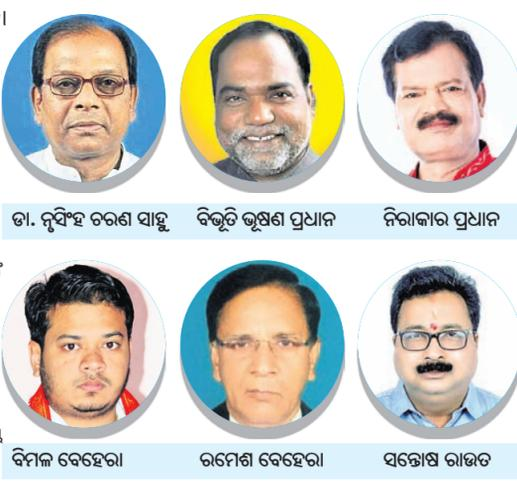 ଡା. ନୃସିଂହ ଚରଣ ସାହୁ ବିଭୂତି ଭୂଷଣ ପ୍ରଧାନ ନିରାକାର ପ୍ରଧାନ
ବିମଳ ବେହେରା ରମେଶ ବେହେରା ସନ୍ତୋଷ ରାଉତ